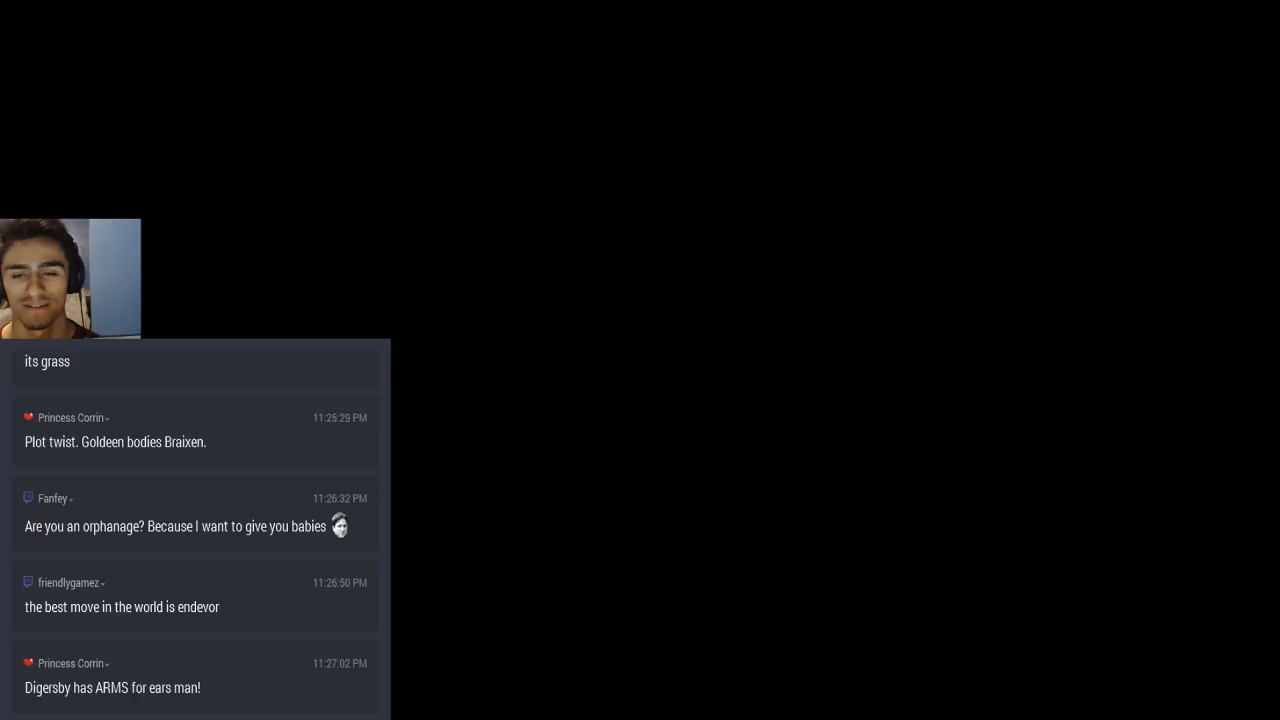 its grass
Princess Corrin
11:25:29 PM
Plot twist. Goldeen bodies Braixen.
Fanfey
11:26:32 PM
Are you an orphanage? Because I want to give you babies
friendlygamez
11:26:50 PM
the best move in the world is endevor
Princess Corrin
11:27:02 PM
Digersby has ARMS for ears man!